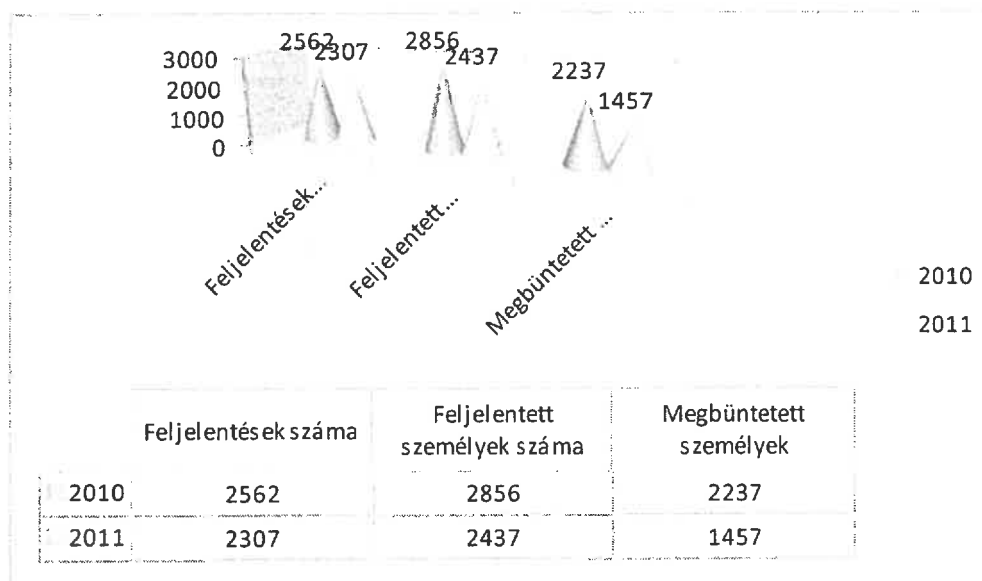 2562
2307
2856
2437
2237
1457
3000
2000
1000
0
Feljelentések...
Feljelentett...
Megbüntetett ...
2010
2011
Feljelentések száma
Feljelentett
személyek száma
Megbüntetett
személyek
2010 2562 2856 2237
2011 2307 2437 1457